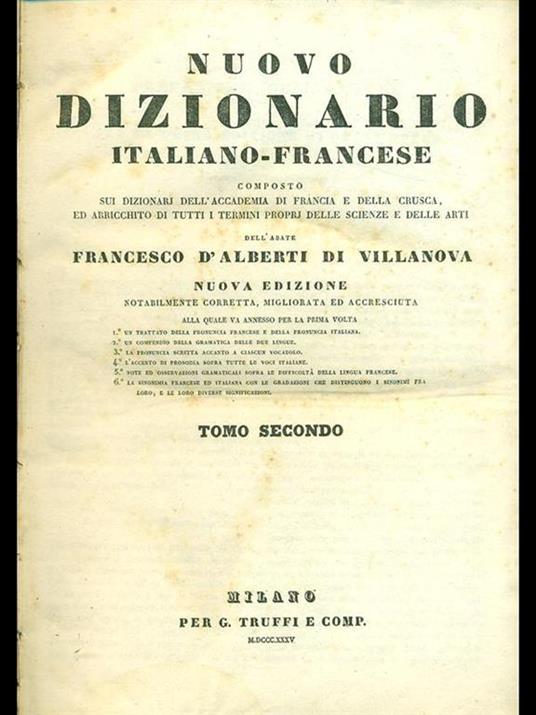 NUOVO
DIZIONARIO
ITALIANO-FRANCESE
COMPOSTO
SUI DIZIONARJ DELL'ACCADEMIA DI FRANCIA E DELLA CRUSCA,
ED ARRICCHITO DI TUTTI I TERMINI PROPRJ DELLE SCIENZE E DELLE ARTI
DELL'ABATE
FRANCESCO D'ALBERTI DI VILLANOVA
NUOVA EDIZIONE
NOTABILMENTE CORRETTA, MIGLIORATA ED ACCRESCIUTA
ALLA QUALE VA ANNESSO PER LA PRIMA VOLTA
1.° UN TRATTATO DELLA PRONUNCIA FRANCESE E DELLA PRONUNCIA ITALIANA.
2.° UN COMPENDIO DELLA GRAMATICA DELLE DUE LINGUE.
3.° LA PRONUNCIA SCRITTA ACCANTO A CIASCUN VOCABOLO.
4.° L'ACCENTO DI PROSODIA SOPRA TUTTE LE VOCI ITALIANE.
5.° NOTE ED OSSERVAZIONI GRAMATICALI SOPRA LE DIFFICOLTÀ DELLA LINGUA FRANCESE.
6.° LA SINONIMIA FRANCESE ED ITALIANA CON LE GRADAZIONI CHE DISTINGUONO I SINONIMI FRA
LORO, E LE LORO DIVERSE SIGNIFICAZIONI.
TOMO SECONDO
MILANO
PER G. TRUFFI E COMP.
M.DCCC.XXXV